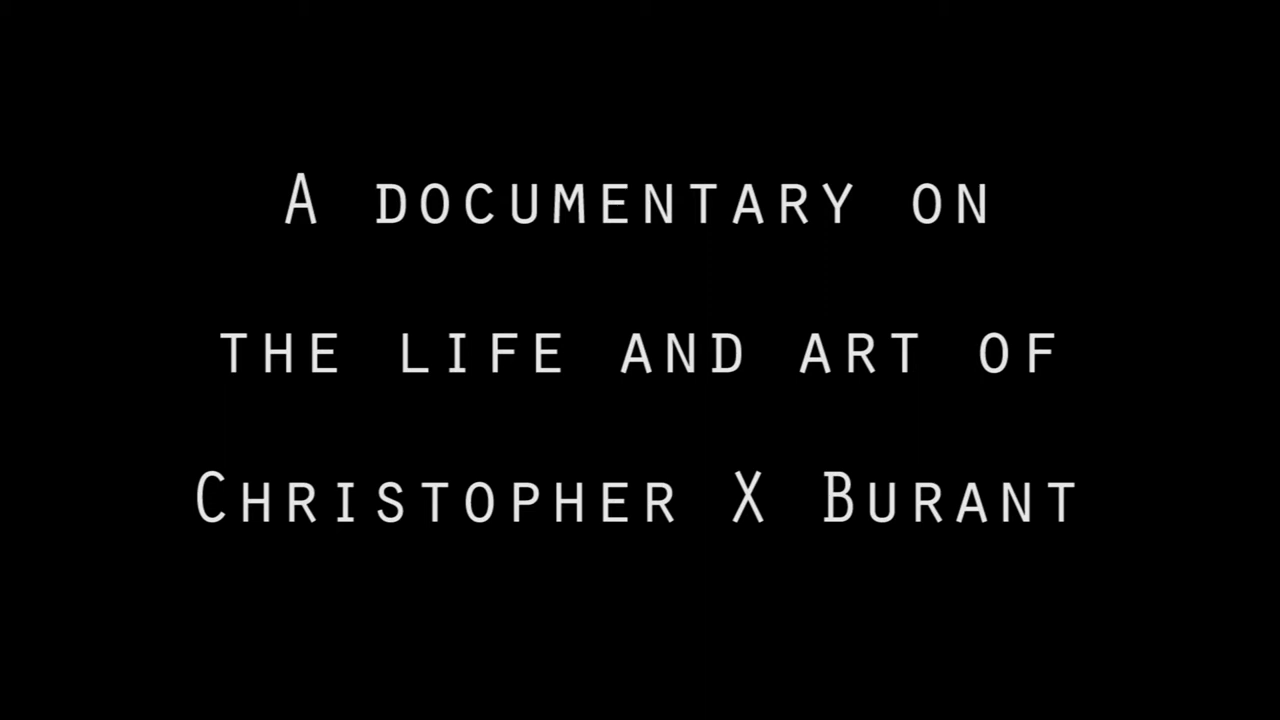 A DOCUMENTARY ON
THE LIFE AND ART OF
CHRISTOPHER X BURANT